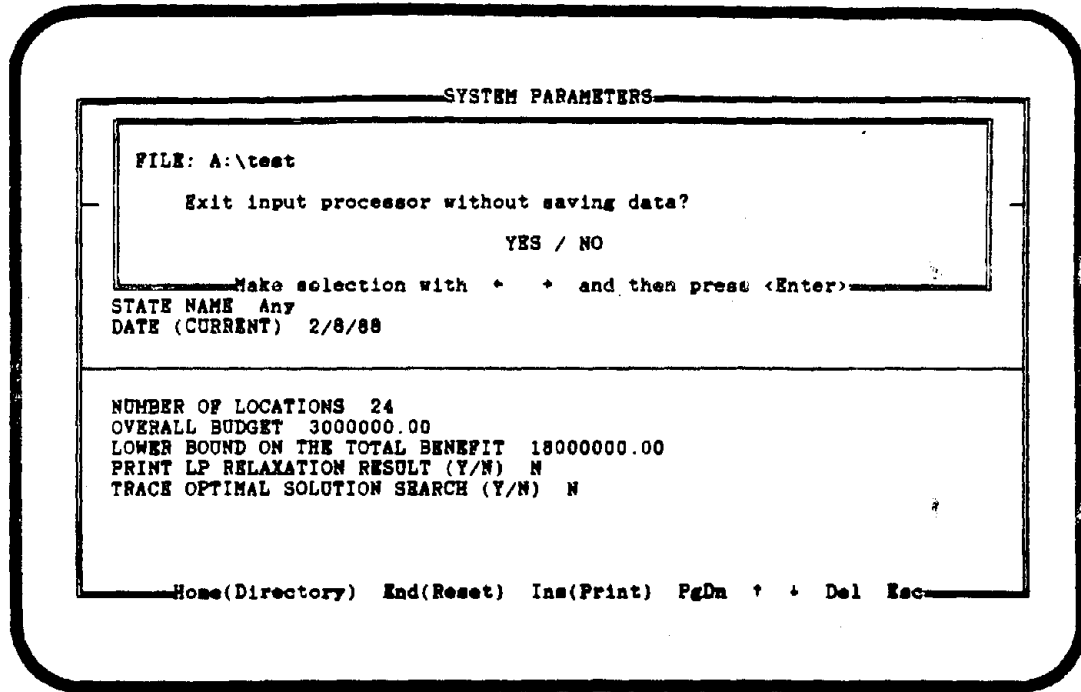 SYSTEM PARAMETERS
FILE: A:\test
Exit input processor without saving data?
YES / NO
Make selection with ← → and then press <Enter>
STATE NAME Any
DATE (CURRENT) 2/8/88
NUMBER OF LOCATIONS 24
OVERALL BUDGET 3000000.00
LOWER BOUND ON THE TOTAL BENEFIT 18000000.00
PRINT LP RELAXATION RESULT (Y/N) N
TRACE OPTIMAL SOLUTION SEARCH (Y/N) N
Home(Directory) End(Reset) Ins(Print) PgDn ↑ ↓ Del Esc